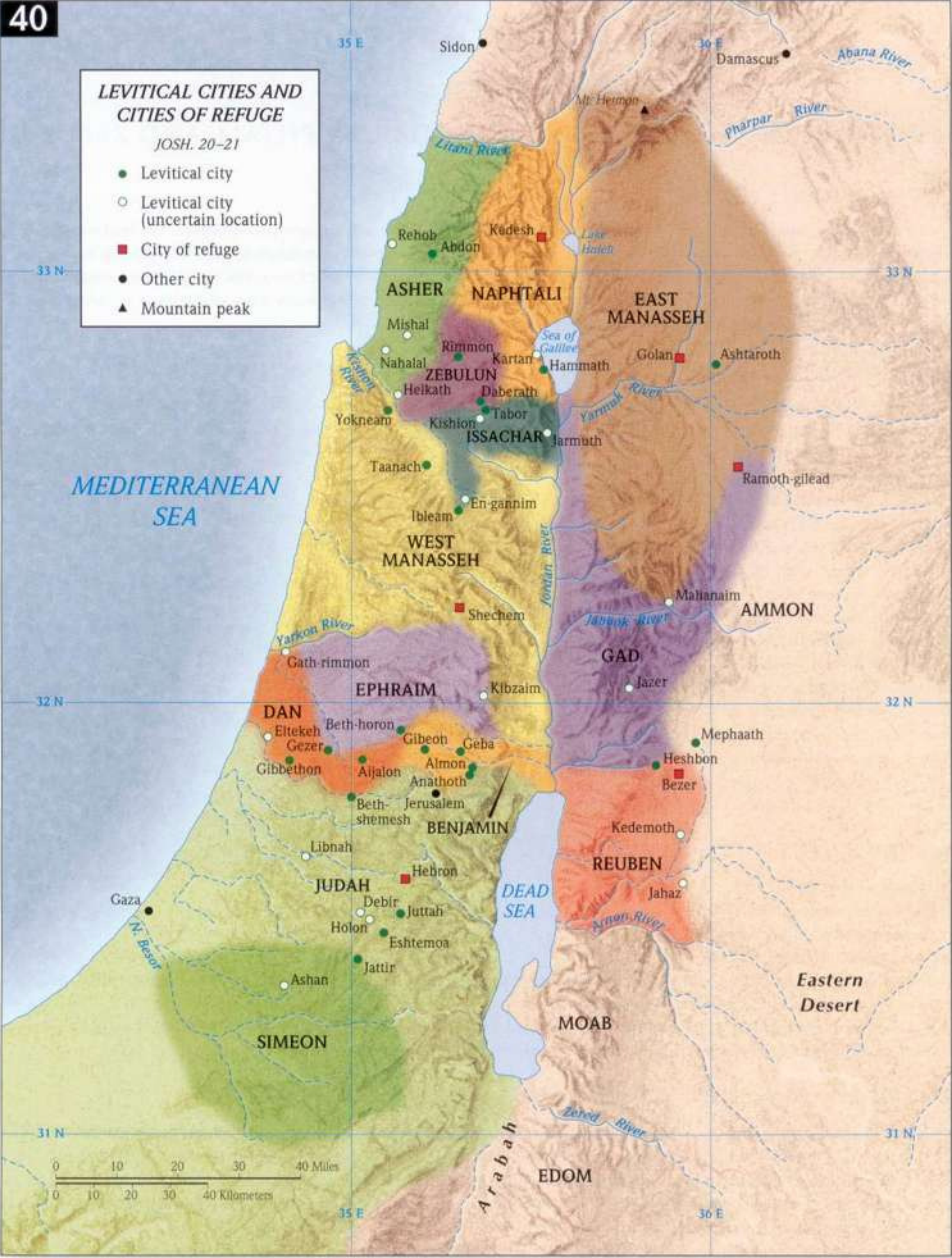 40
LEVITICAL CITIES AND
CITIES OF REFUGE
JOSH. 20–21
Levitical city
Levitical city
(uncertain location)
City of refuge
Other city
Mountain peak
35 E
36 E
Sidon
Damascus
Abana River
Mt. Hermon
Pharpar River
Litani River
Rehob
Abdon
Kedesh
Lake
Huleh
33 N
33 N
ASHER
NAPHTALI
EAST
MANASSEH
Mishal
Sea of
Galilee
Rimmon
Kartan
Golan
Ashtaroth
Nahalal
Hammath
Kishon
River
ZEBULUN
Helkath
Daberath
Yarmuk River
Yokneam
Tabor
Kishion
ISSACHAR
Jarmuth
Taanach
Ramoth-gilead
MEDITERRANEAN
SEA
En-gannim
Ibleam
WEST
MANASSEH
Jordan River
Mahanaim
Shechem
AMMON
Jabbok River
Yarkon River
Gath-rimmon
GAD
EPHRAIM
Kibzaim
Jazer
32 N
32 N
DAN
Eltekeh
Beth-horon
Gibeon
Geba
Mephaath
Gezer
Almon
Heshbon
Gibbethon
Aijalon
Anathoth
Bezer
Jerusalem
Beth-
shemesh
BENJAMIN
Kedemoth
Libnah
REUBEN
JUDAH
Hebron
DEAD
SEA
Jahaz
Gaza
Debir
Juttah
Holon
Arnon River
N. Besor
Eshtemoa
Jattir
Ashan
Eastern
Desert
SIMEON
MOAB
31 N
31 N
Zered River
Arabah
EDOM
0 10 20 30 40 Miles
0 10 20 30 40 Kilometers
35 E
36 E